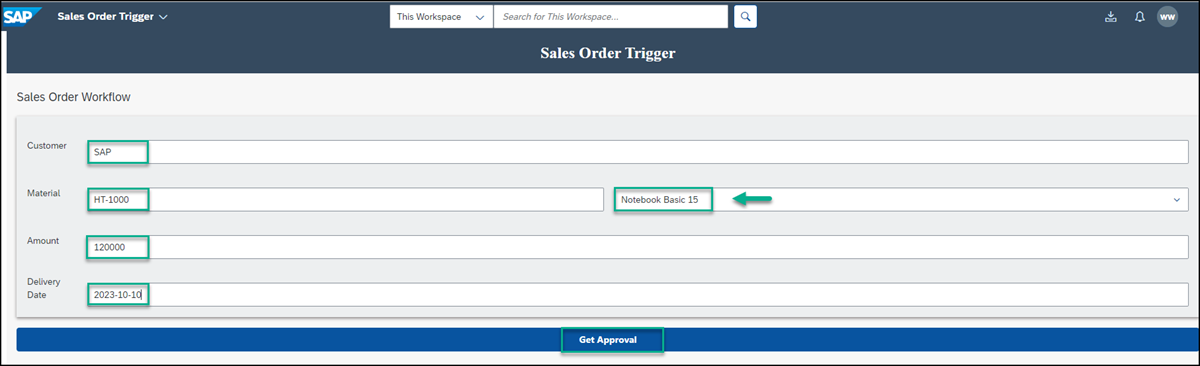 SAP Sales Order Trigger This Workspace Search for This Workspace... WW
Sales Order Trigger
Sales Order Workflow
Customer SAP
Material HT-1000 Notebook Basic 15
Amount 120000
Delivery
Date 2023-10-10
Get Approval